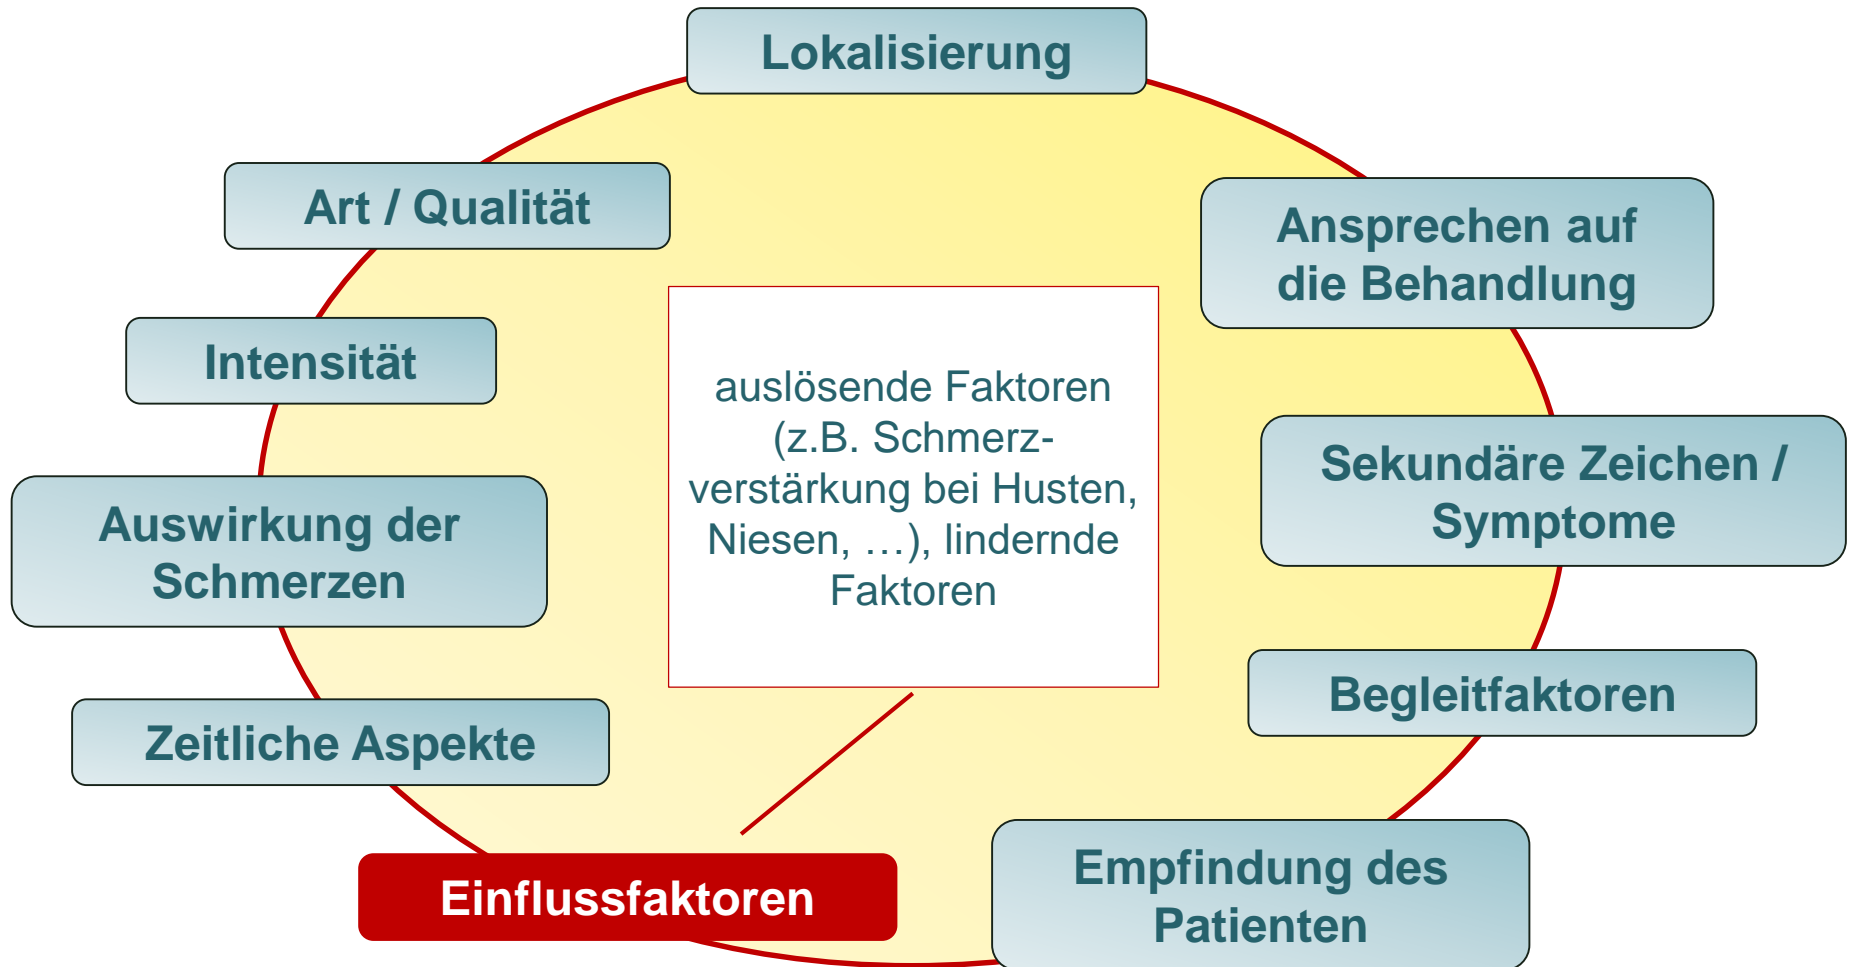 Lokalisierung
Art / Qualität
Ansprechen auf
die Behandlung
Intensität
auslösende Faktoren
(z.B. Schmerz-
verstärkung bei Husten,
Niesen, …), lindernde
Faktoren
Sekundäre Zeichen /
Symptome
Auswirkung der
Schmerzen
Begleitfaktoren
Zeitliche Aspekte
Empfindung des
Patienten
Einflussfaktoren